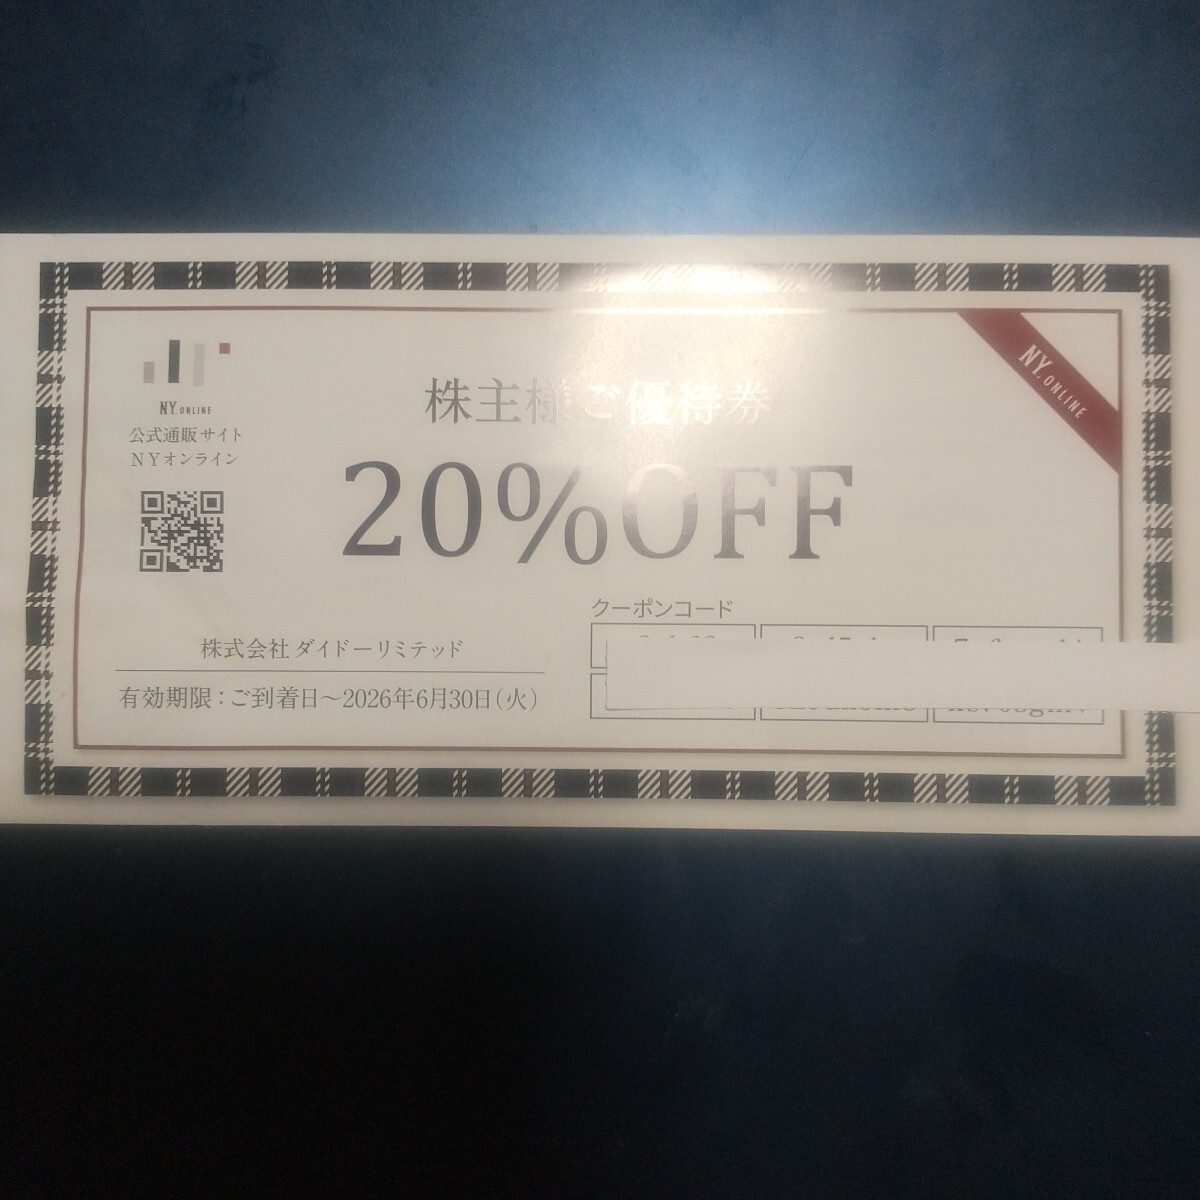 NY. ONLINE
公式通販サイト
NYオンライン
株主様ご優待券
20%OFF
NY. ONLINE
クーポンコード
株式会社ダイドーリミテッド
有効期限：ご到着日～2026年6月30日（火）